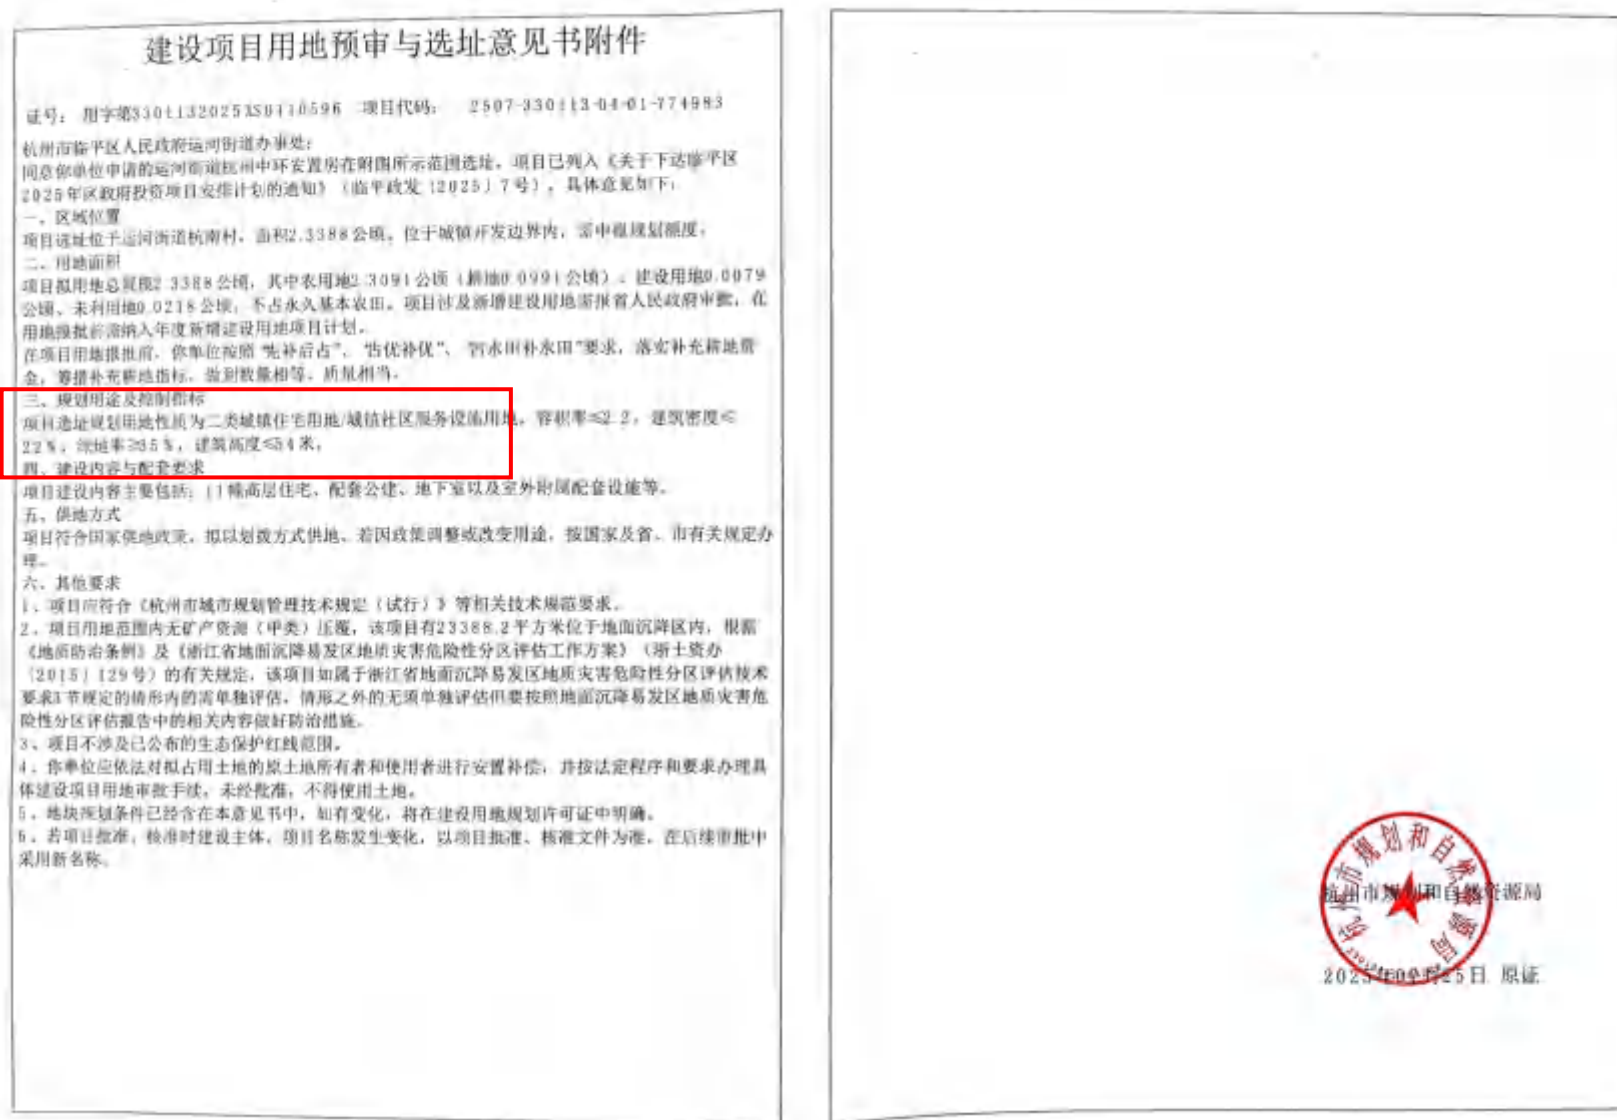 建设项目用地预审与选址意见书附件
证号： 用字第 项目代码： 2507-330113-04-01-774983
杭州市临平区人民政府运河街道办事处：
同意你单位申请的运河街道杭州中环安置房在附图所示范围选址，项目已列入《关于下达临平区
2025年区政府投资项目安排计划的通知》（临平政发〔2025〕7号）。具体意见如下：
一、区域位置
项目选址位于运河街道杭南村，面积2.3388公顷，位于城镇开发边界内，需申报规划额度。
二、用地面积
项目拟用地总规模2.3388公顷，其中农用地2.3091公顷（耕地0.0991公顷）、建设用地0.0079
公顷、未利用地0.0218公顷，不占永久基本农田。项目涉及新增建设用地需报省人民政府审批，在
用地报批前需纳入年度新增建设用地项目计划。
在项目用地报批前，你单位按照“先补后占”、“占优补优”、“占水田补水田”要求，落实补充耕地资
金，筹措补充耕地指标，做到数量相等、质量相当。
三、规划用途及控制指标
项目选址规划用地性质为二类城镇住宅用地/城镇社区服务设施用地，容积率≤2.2，建筑密度≤
22%，绿地率≥35%，建筑高度≤54米。
四、建设内容与配套要求
项目建设内容主要包括：11幢高层住宅、配套公建、地下室以及室外附属配套设施等。
五、供地方式
项目符合国家供地政策，拟以划拨方式供地。若因政策调整或改变用途，按国家及省、市有关规定办
理。
六、其他要求
1、项目应符合《杭州市城市规划管理技术规定（试行）》等相关技术规范要求。
2、项目用地范围内无矿产资源（甲类）压覆，该项目有23388.2平方米位于地面沉降区内，根据
《地质防治条例》及《浙江省地面沉降易发区地质灾害危险性分区评估工作方案》（浙土资办
〔2015〕129号）的有关规定，该项目如属于浙江省地面沉降易发区地质灾害危险性分区评估技术
要求3节规定的情形内的需单独评估，情形之外的无须单独评估但要按照地面沉降易发区地质灾害危
险性分区评估报告中的相关内容做好防治措施。
3、项目不涉及已公布的生态保护红线范围。
4、你单位应依法对拟占用土地的原土地所有者和使用者进行安置补偿，并按法定程序和要求办理具
体建设项目用地审批手续，未经批准，不得使用土地。
5、地块规划条件已经含在本意见书中，如有变化，将在建设用地规划许可证中明确。
6、若项目批准、核准时建设主体、项目名称发生变化，以项目批准、核准文件为准，在后续审批中
采用新名称。
杭州市规划和自然资源局
杭州市规划和自然资源局
2025年 25日 原证